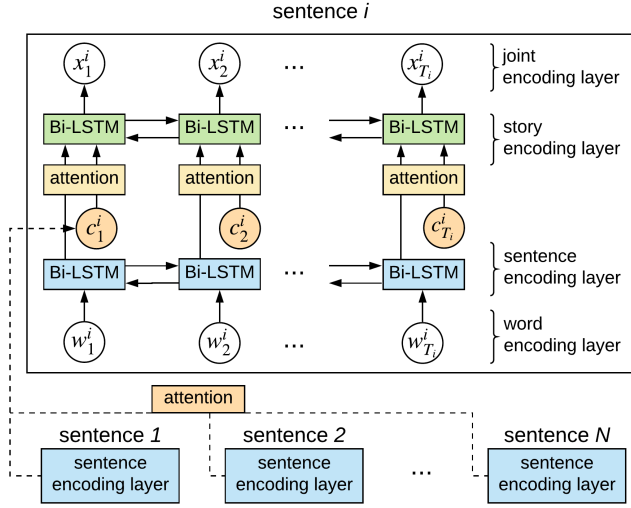 sentence i
x_1^i x_2^i ... x_{T_i}^i
joint
encoding layer
Bi-LSTM Bi-LSTM ... Bi-LSTM
story
encoding layer
attention attention attention
c_1^i c_2^i c_{T_i}^i
Bi-LSTM Bi-LSTM ... Bi-LSTM
sentence
encoding layer
w_1^i w_2^i ... w_{T_i}^i
word
encoding layer
attention
sentence 1 sentence 2 sentence N
sentence
encoding layer
sentence
encoding layer
...
sentence
encoding layer